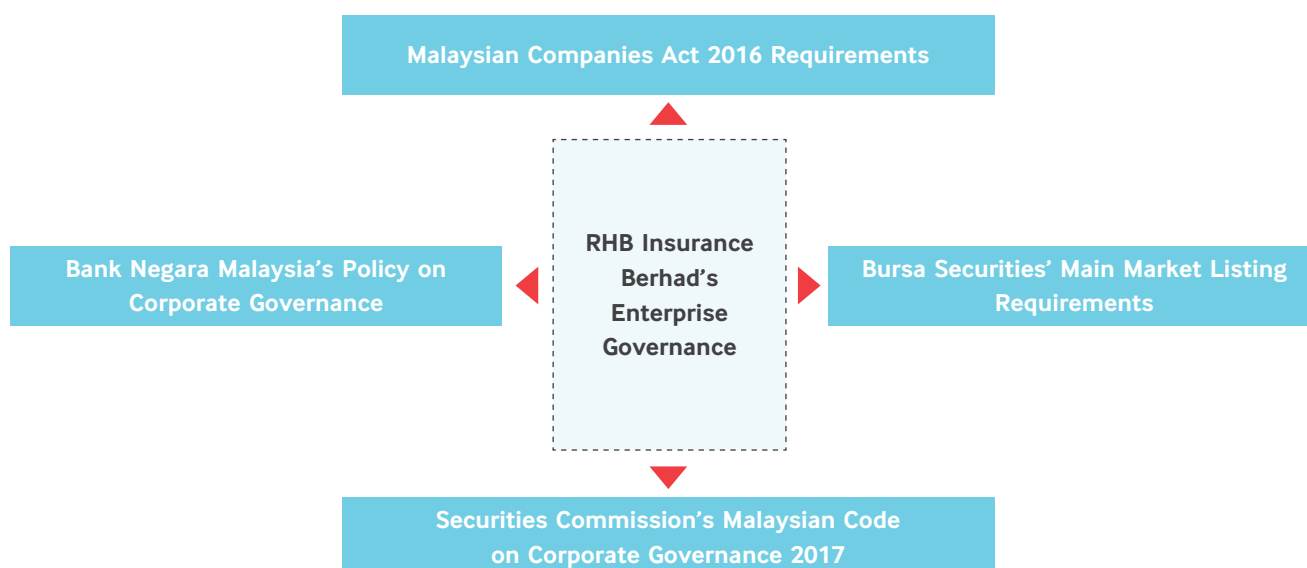 Malaysian Companies Act 2016 Requirements
RHB Insurance
Berhad’s
Enterprise
Governance
Bank Negara Malaysia’s Policy on
Corporate Governance
Bursa Securities’ Main Market Listing
Requirements
Securities Commission’s Malaysian Code
on Corporate Governance 2017